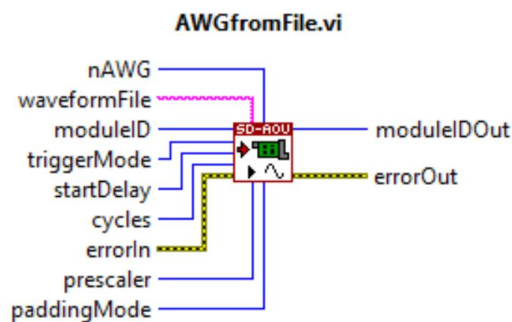 AWGfromFile.vi
nAWG
waveformFile
moduleID
triggerMode
startDelay
cycles
errorIn
prescaler
paddingMode
SD-AOU
moduleIDOut
errorOut